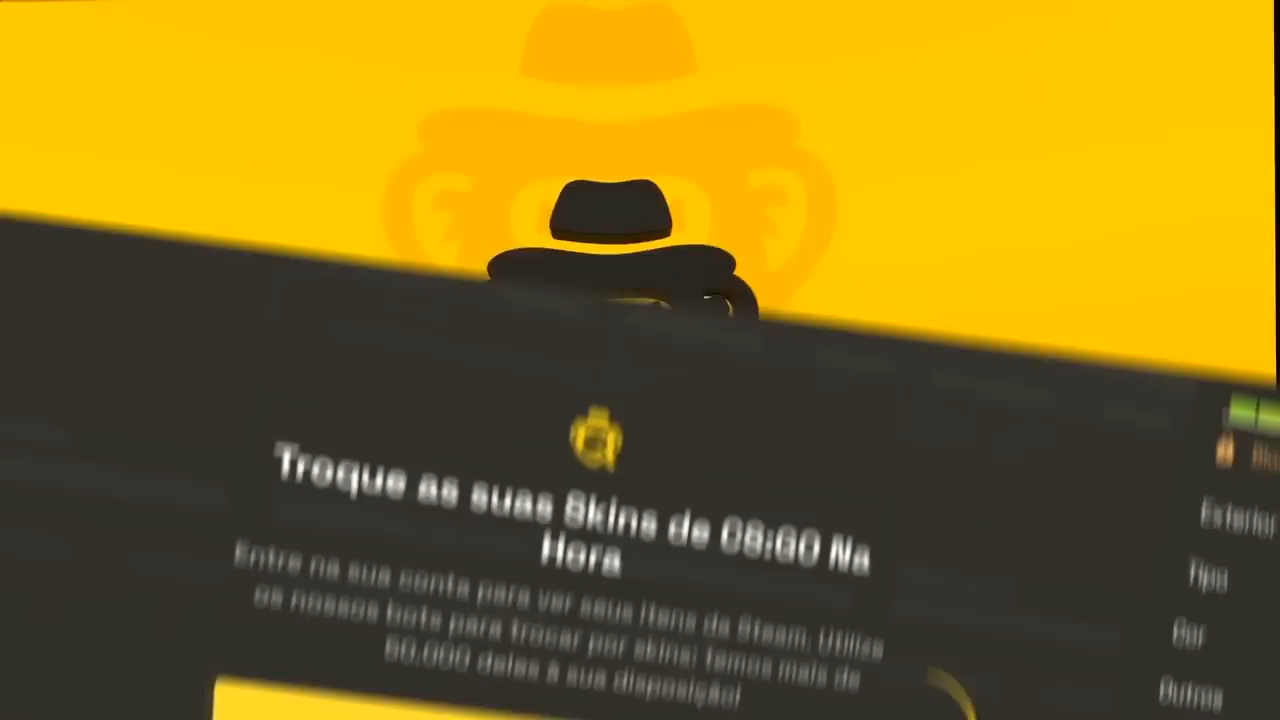 Troque as suas Skins de CS:GO Na
Hora
Entre na sua conta para ver seus itens da Steam. Utilize
os nossos bots para trocar por skins: temos mais de
50.000 delas à sua disposição!
Exterior
Tipo
Cor
Outros